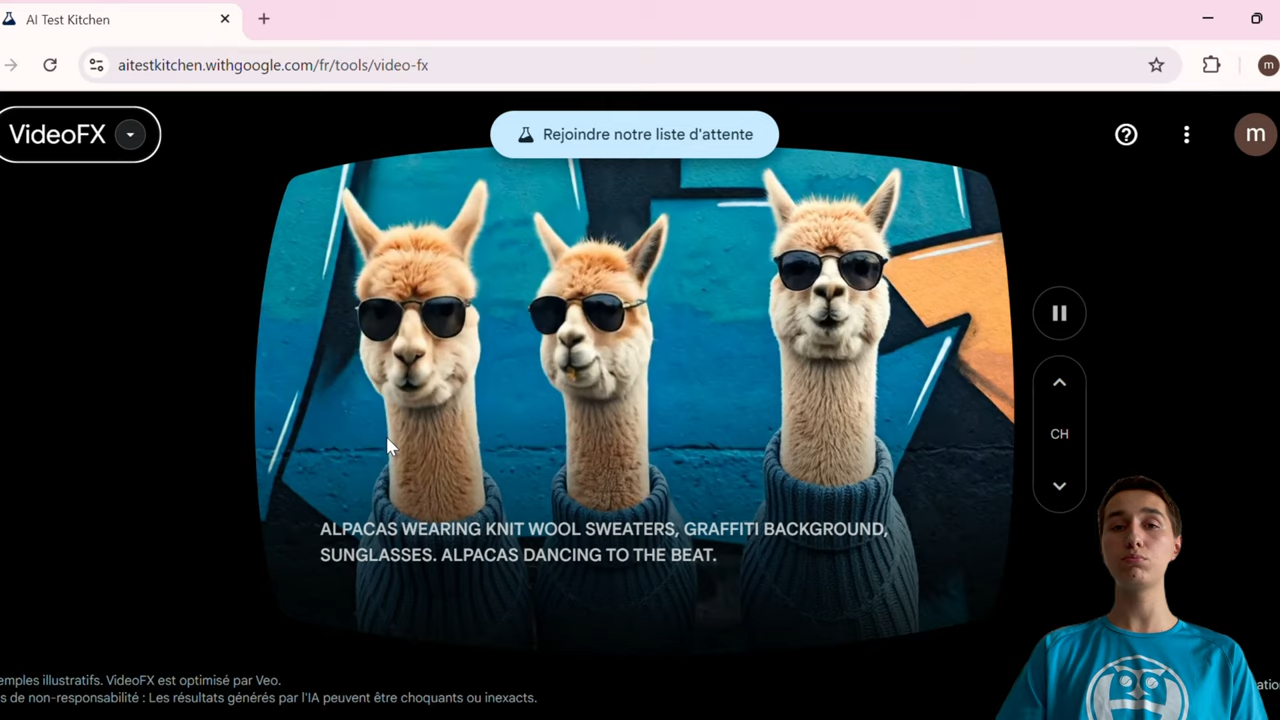 AI Test Kitchen
aitestkitchen.withgoogle.com/fr/tools/video-fx
m
VideoFX
Rejoindre notre liste d'attente
m
CH
ALPACAS WEARING KNIT WOOL SWEATERS, GRAFFITI BACKGROUND,
SUNGLASSES. ALPACAS DANCING TO THE BEAT.
illustratifs. VideoFX est optimisé par Veo.
de non-responsabilité : Les résultats générés par l'IA peuvent être choquants ou inexacts.